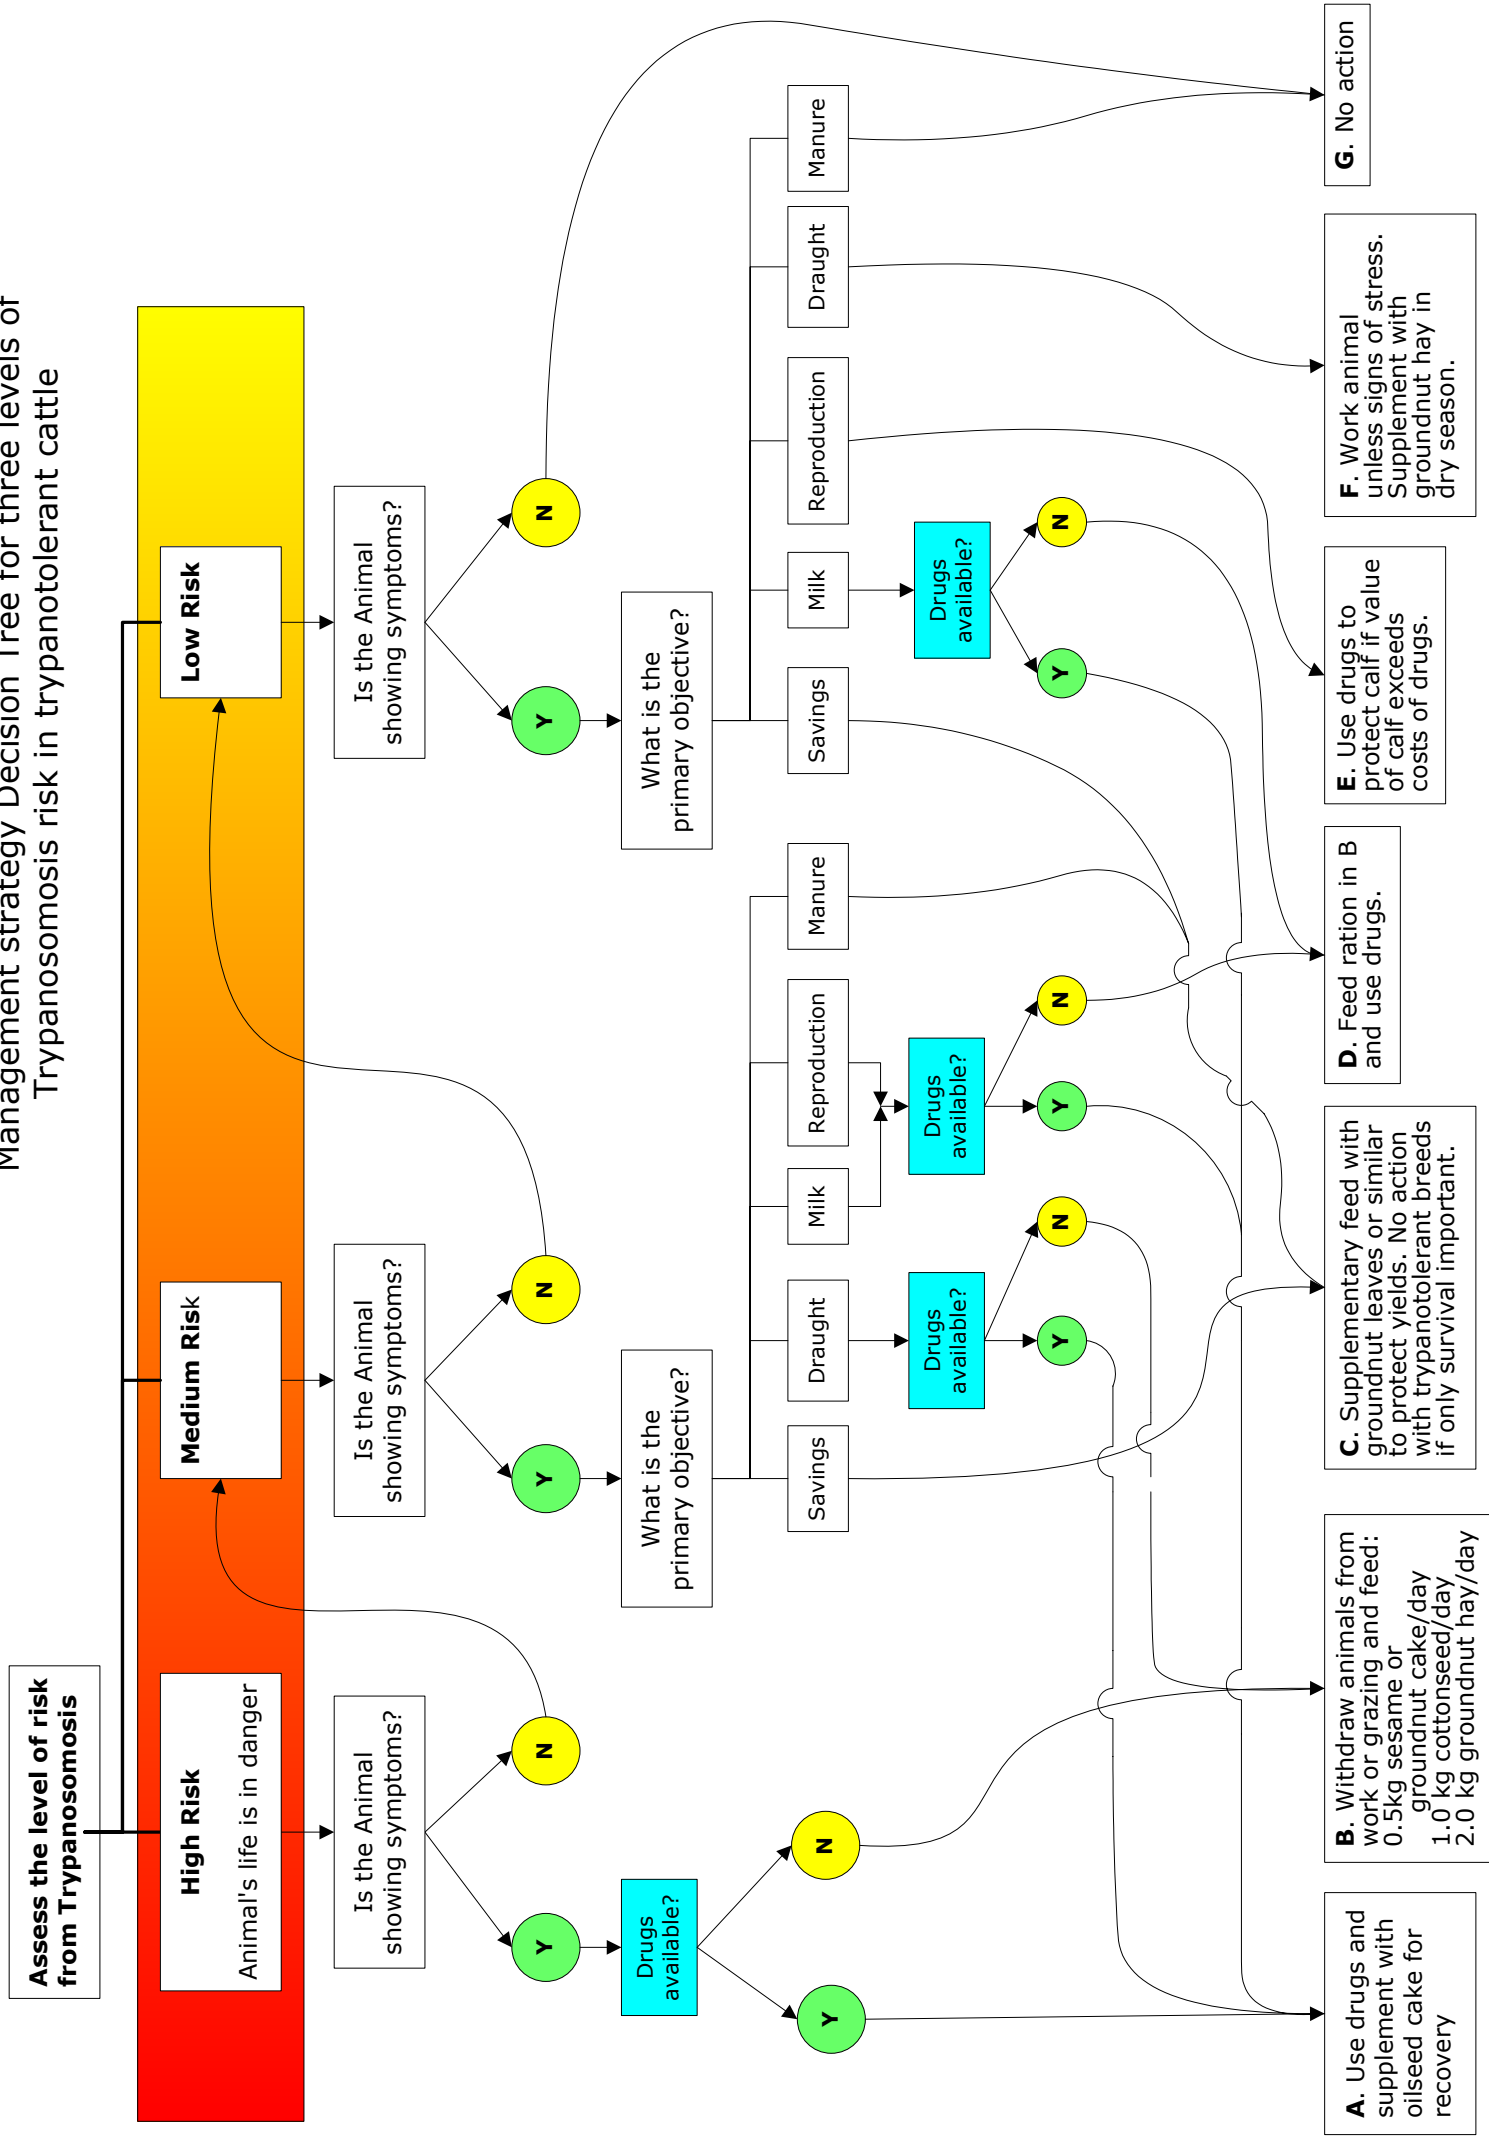 Management strategy Decision Tree for three levels of
Trypanosomosis risk in trypanotolerant cattle
Assess the level of risk
from Trypanosomosis
High Risk
Animal's life is in danger
Medium Risk
Low Risk
Is the Animal
showing symptoms?
Is the Animal
showing symptoms?
Is the Animal
showing symptoms?
Y
N
Y
N
Y
N
Drugs
available?
What is the
primary objective?
What is the
primary objective?
Y
N
Savings
Draught
Milk
Reproduction
Manure
Savings
Milk
Reproduction
Draught
Manure
Drugs
available?
Drugs
available?
Drugs
available?
Y
N
Y
N
Y
N
A. Use drugs and
supplement with
oilseed cake for
recovery
B. Withdraw animals from
work or grazing and feed:
0.5kg sesame or
groundnut cake/day
1.0 kg cottonseed/day
2.0 kg groundnut hay/day
C. Supplementary feed with
groundnut leaves or similar
to protect yields. No action
with trypanotolerant breeds
if only survival important.
D. Feed ration in B
and use drugs.
E. Use drugs to
protect calf if value
of calf exceeds
costs of drugs.
F. Work animal
unless signs of stress.
Supplement with
groundnut hay in
dry season.
G. No action